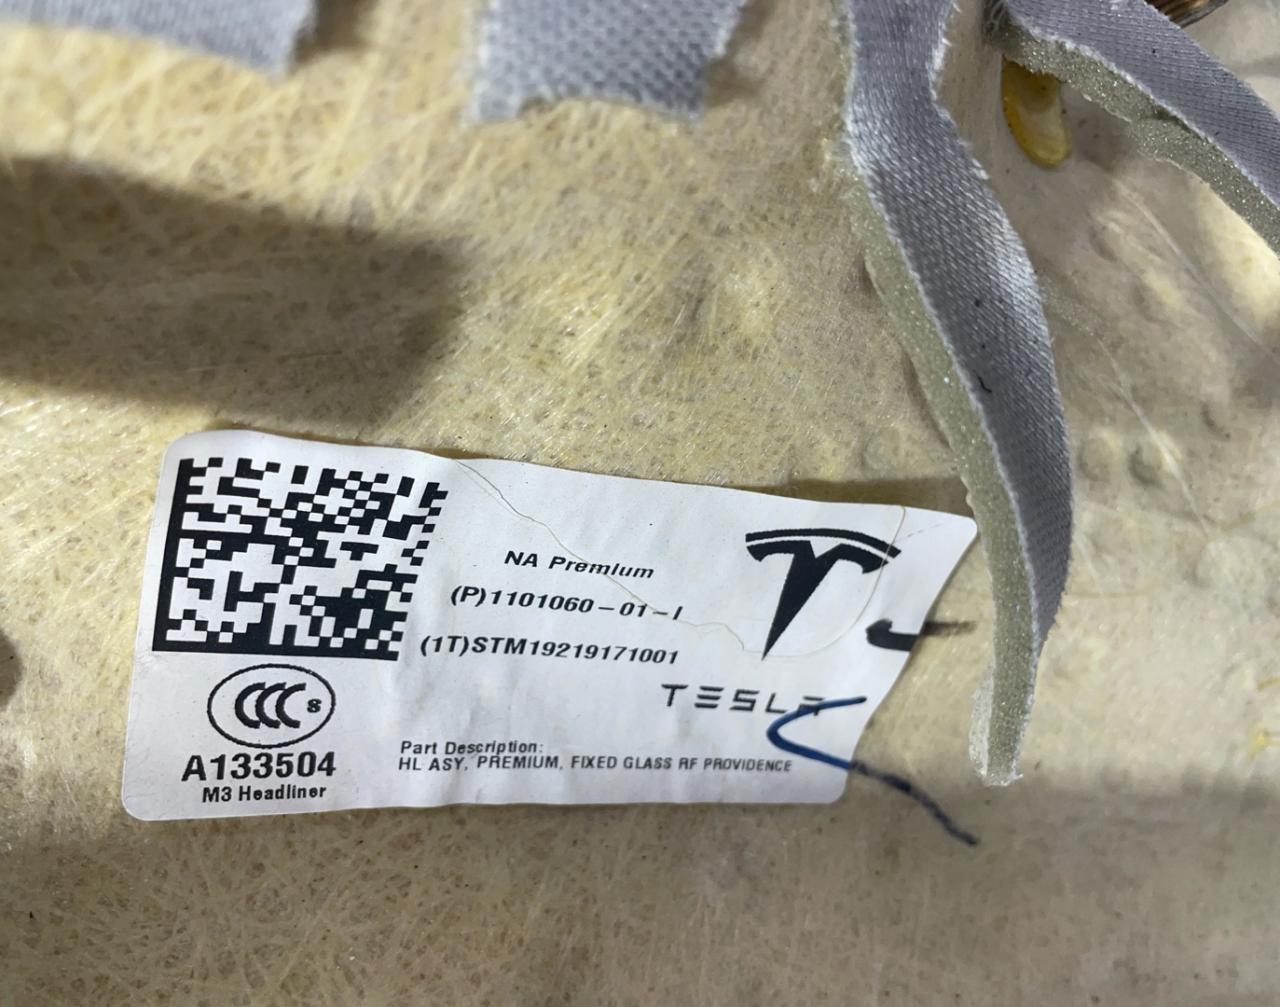 NA Premium
(P)1101060-01-I
(1T)STM19219171001
TESLA
CCC S
A133504
M3 Headliner
Part Description:
HL ASY, PREMIUM, FIXED GLASS RF PROVIDENCE